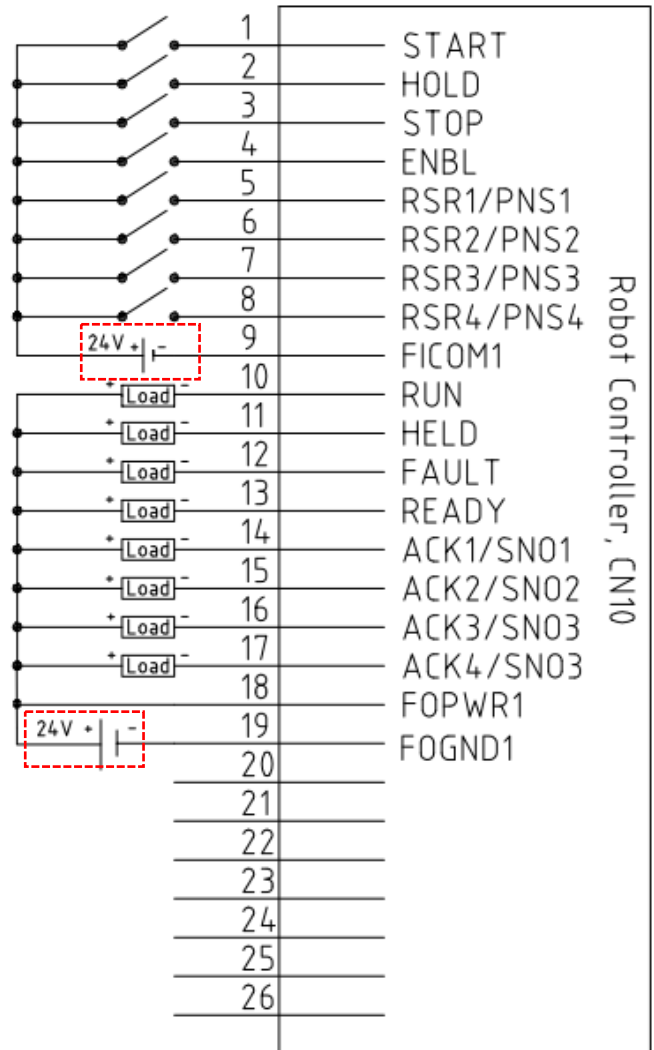 1 START
2 HOLD
3 STOP
4 ENBL
5 RSR1/PNS1
6 RSR2/PNS2
7 RSR3/PNS3
8 RSR4/PNS4
24V + - 9 FICOM1
+ Load - 10 RUN
+ Load - 11 HELD
+ Load - 12 FAULT
+ Load - 13 READY
+ Load - 14 ACK1/SNO1
+ Load - 15 ACK2/SNO2
+ Load - 16 ACK3/SNO3
+ Load - 17 ACK4/SNO3
18 FOPWR1
24V + - 19 FOGND1
20
21
22
23
24
25
26
Robot Controller, CN10